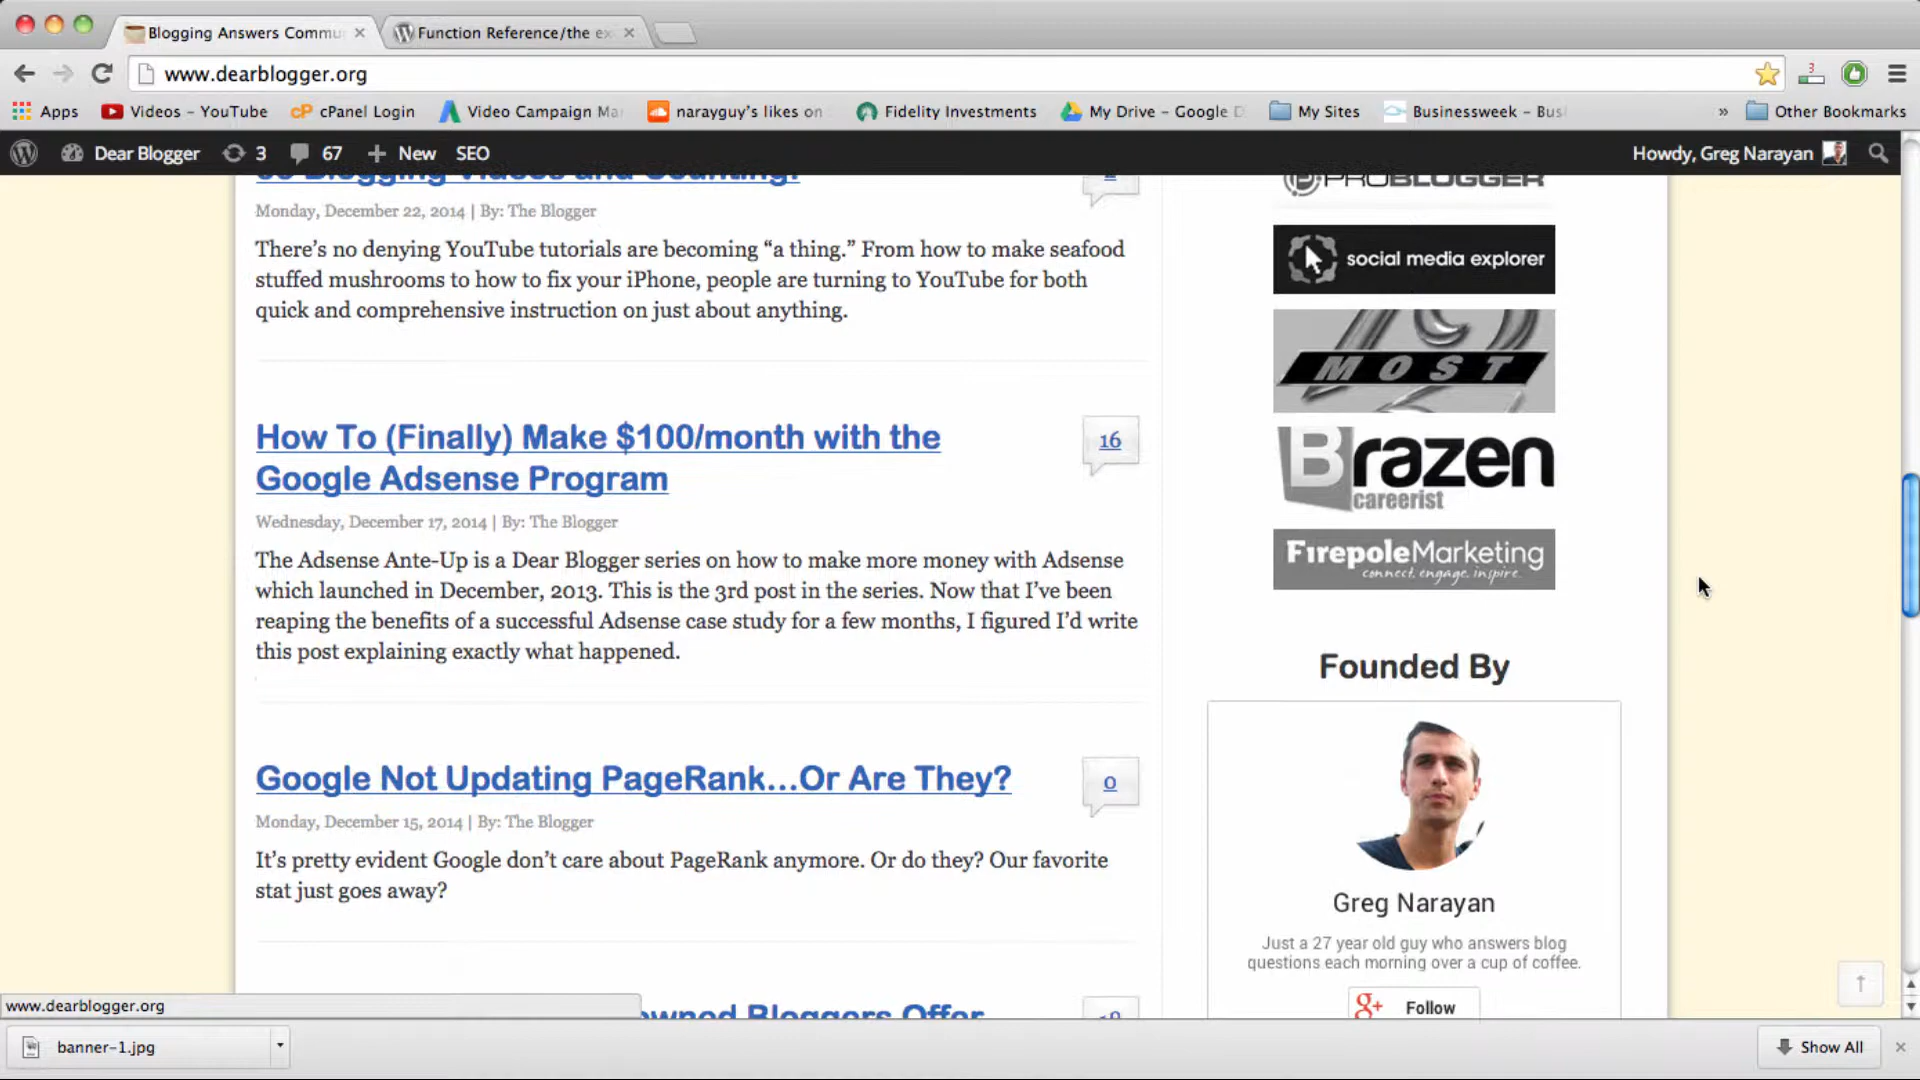 Blogging Answers Commu
Function Reference/the ex
www.dearblogger.org
3
Apps
Videos - YouTube
cPanel Login
Video Campaign Ma
narayguy's likes on
Fidelity Investments
My Drive - Google D
My Sites
Businessweek - Bus
»
Other Bookmarks
Dear Blogger
3
67
New
SEO
Howdy, Greg Narayan
Blogging Videos and Counting!
Monday, December 22, 2014 | By: The Blogger
There's no denying YouTube tutorials are becoming “a thing.” From how to make seafood
stuffed mushrooms to how to fix your iPhone, people are turning to YouTube for both
quick and comprehensive instruction on just about anything.
How To (Finally) Make $100/month with the
Google Adsense Program
16
Wednesday, December 17, 2014 | By: The Blogger
The Adsense Ante-Up is a Dear Blogger series on how to make more money with Adsense
which launched in December, 2013. This is the 3rd post in the series. Now that I've been
reaping the benefits of a successful Adsense case study for a few months, I figured I'd write
this post explaining exactly what happened.
Google Not Updating PageRank...Or Are They?
0
Monday, December 15, 2014 | By: The Blogger
It's pretty evident Google don't care about PageRank anymore. Or do they? Our favorite
stat just goes away?
owned Bloggers Offer
PROBLOGGER
social media explorer
MOST
Brazen
careerist
FirepoleMarketing
connect. engage. inspire.
Founded By
Greg Narayan
Just a 27 year old guy who answers blog
questions each morning over a cup of coffee.
g+ Follow
www.dearblogger.org
banner-1.jpg
Show All